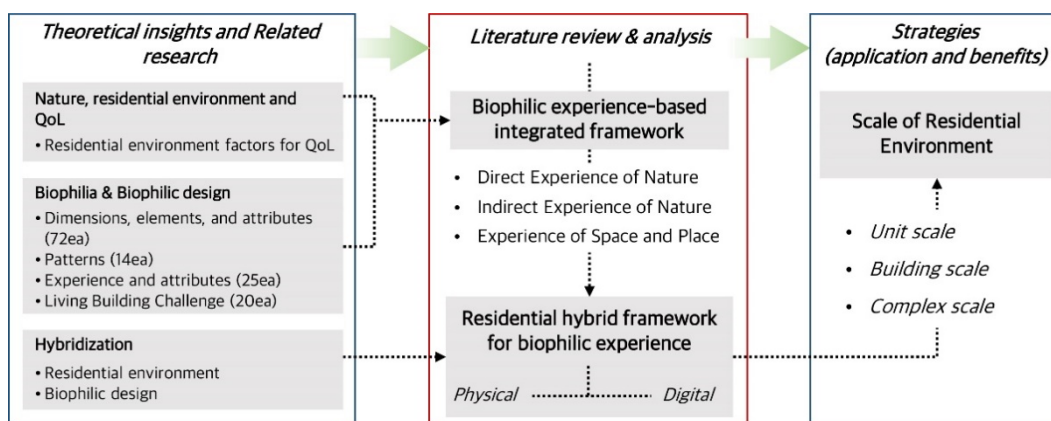 Theoretical insights and Related
research
Nature, residential environment and
QoL
• Residential environment factors for QoL
Biophilia & Biophilic design
• Dimensions, elements, and attributes
(72ea)
• Patterns (14ea)
• Experience and attributes (25ea)
• Living Building Challenge (20ea)
Hybridization
• Residential environment
• Biophilic design
Literature review & analysis
Biophilic experience-based
integrated framework
• Direct Experience of Nature
• Indirect Experience of Nature
• Experience of Space and Place
Residential hybrid framework
for biophilic experience
Physical Digital
Strategies
(application and benefits)
Scale of Residential
Environment
• Unit scale
• Building scale
• Complex scale